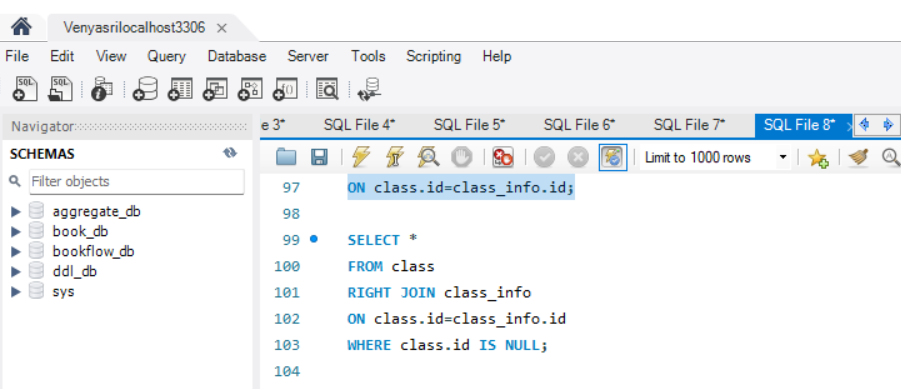 Venyasrilocalhost3306 ×
File Edit View Query Database Server Tools Scripting Help
Navigator
e 3* SQL File 4* SQL File 5* SQL File 6* SQL File 7* SQL File 8* ×
SCHEMAS
Limit to 1000 rows
Filter objects
aggregate_db
book_db
bookflow_db
ddl_db
sys
97 ON class.id=class_info.id;
98
99 SELECT *
100 FROM class
101 RIGHT JOIN class_info
102 ON class.id=class_info.id
103 WHERE class.id IS NULL;
104